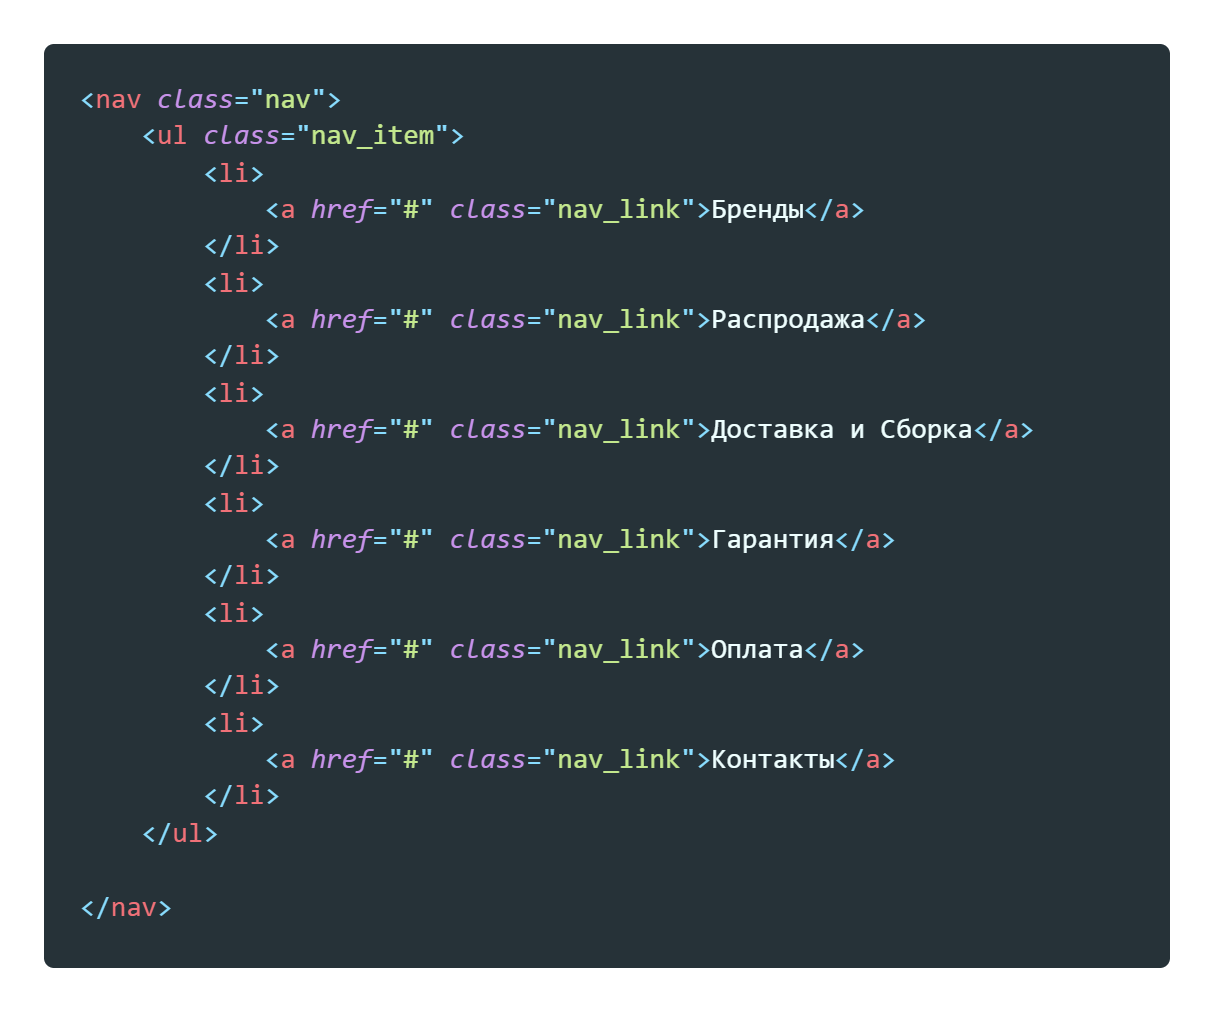 <nav class="nav">
    <ul class="nav_item">
        <li>
            <a href="#" class="nav_link">Бренды</a>
        </li>
        <li>
            <a href="#" class="nav_link">Распродажа</a>
        </li>
        <li>
            <a href="#" class="nav_link">Доставка и Сборка</a>
        </li>
        <li>
            <a href="#" class="nav_link">Гарантия</a>
        </li>
        <li>
            <a href="#" class="nav_link">Оплата</a>
        </li>
        <li>
            <a href="#" class="nav_link">Контакты</a>
        </li>
    </ul>

</nav>